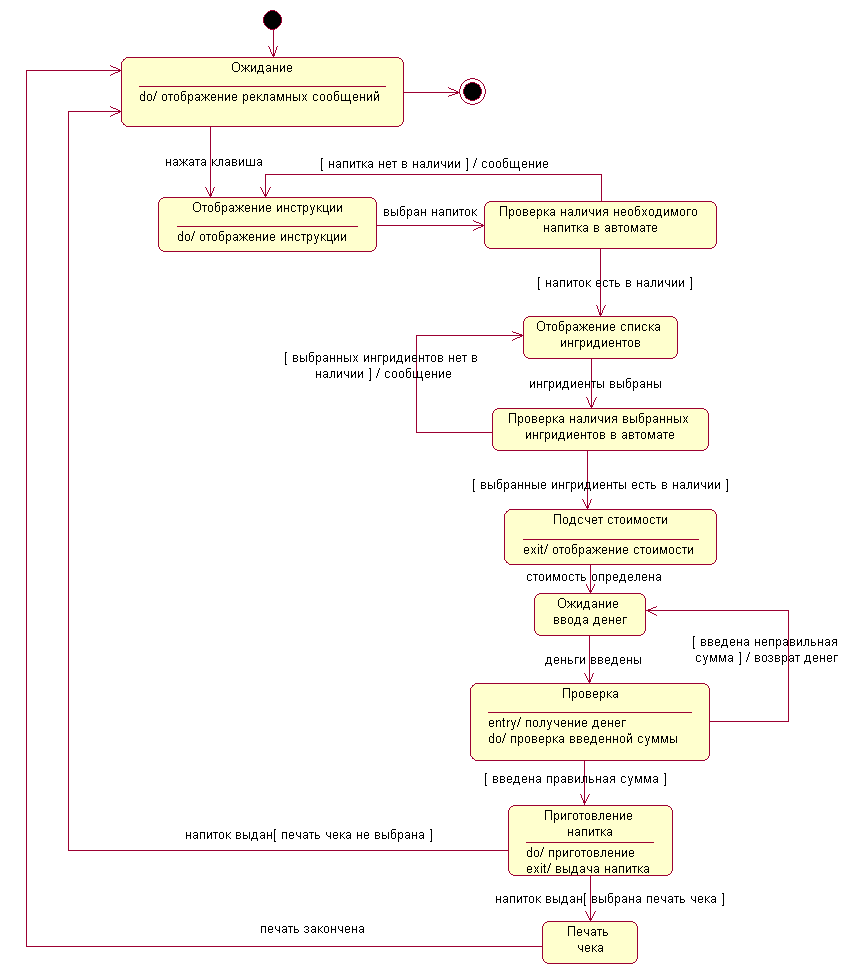 Ожидание
do/ отображение рекламных сообщений
нажата клавиша
[ напитка нет в наличии ] / сообщение
Отображение инструкции
do/ отображение инструкции
выбран напиток
Проверка наличия необходимого
напитка в автомате
[ напиток есть в наличии ]
Отображение списка
ингридиентов
[ выбранных ингридиентов нет в
наличии ] / сообщение
ингридиенты выбраны
Проверка наличия выбранных
ингридиентов в автомате
[ выбранные ингридиенты есть в наличии ]
Подсчет стоимости
exit/ отображение стоимости
стоимость определена
Ожидание
ввода денег
[ введена неправильная
сумма ] / возврат денег
деньги введены
Проверка
entry/ получение денег
do/ проверка введенной суммы
[ введена правильная сумма ]
Приготовление
напитка
do/ приготовление
exit/ выдача напитка
напиток выдан[ печать чека не выбрана ]
напиток выдан[ выбрана печать чека ]
Печать
чека
печать закончена